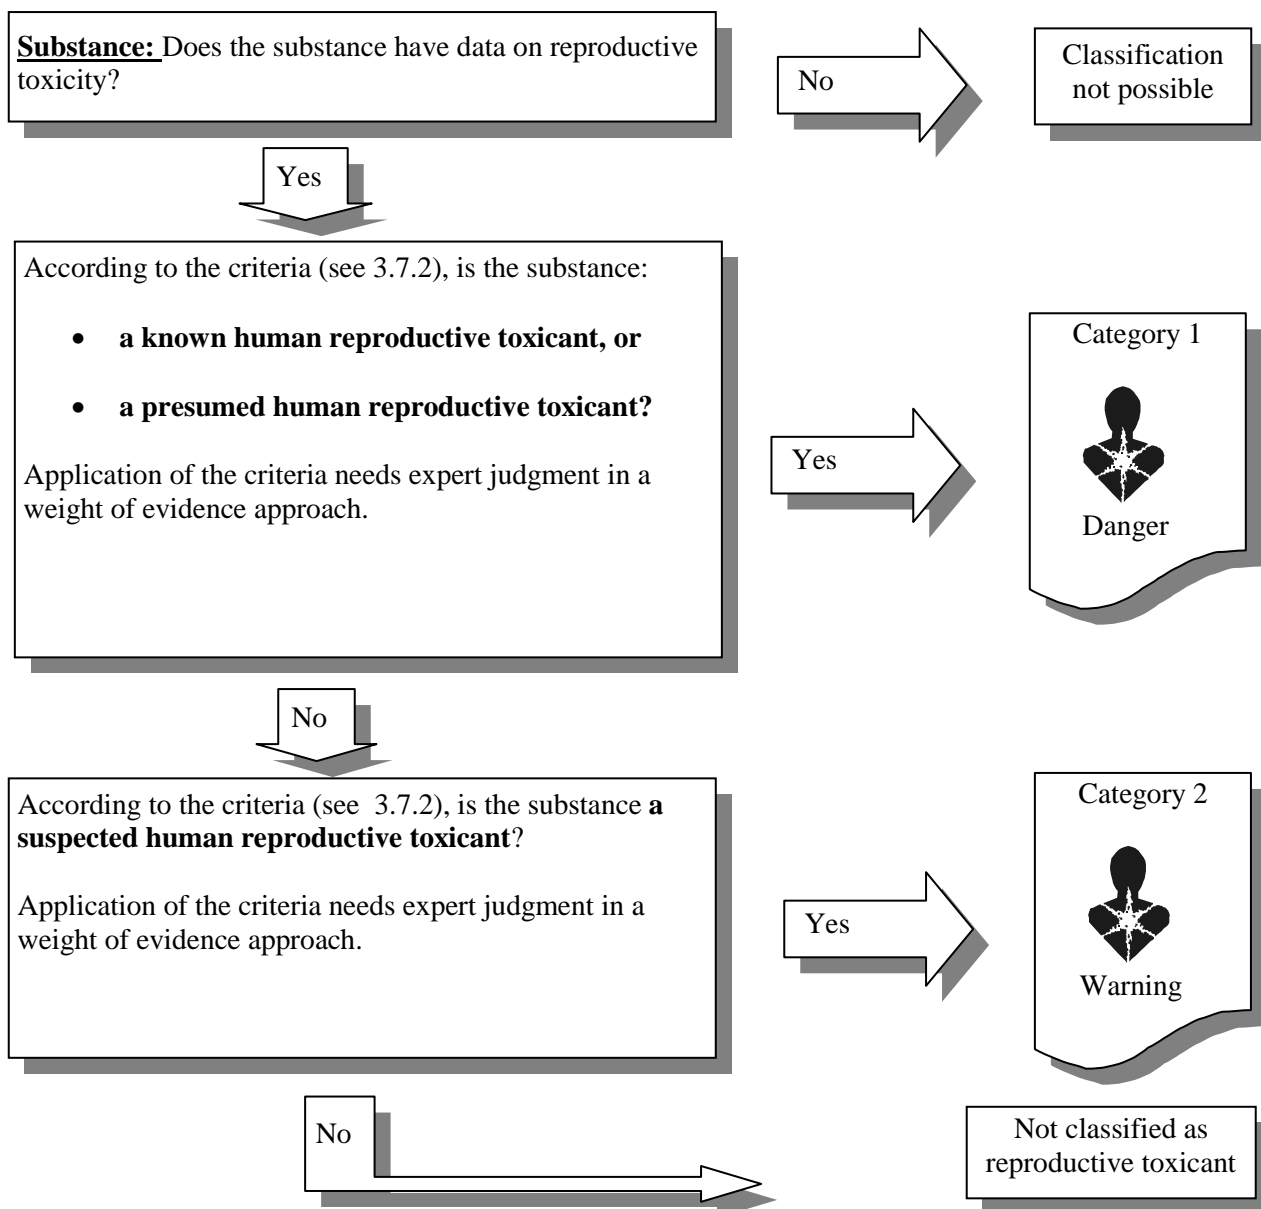 Substance: Does the substance have data on reproductive
toxicity?
No
Classification
not possible
Yes
According to the criteria (see 3.7.2), is the substance:
• a known human reproductive toxicant, or
• a presumed human reproductive toxicant?
Application of the criteria needs expert judgment in a
weight of evidence approach.
Yes
Category 1
Danger
No
According to the criteria (see  3.7.2), is the substance a
suspected human reproductive toxicant?
Application of the criteria needs expert judgment in a
weight of evidence approach.
Yes
Category 2
Warning
No
Not classified as
reproductive toxicant